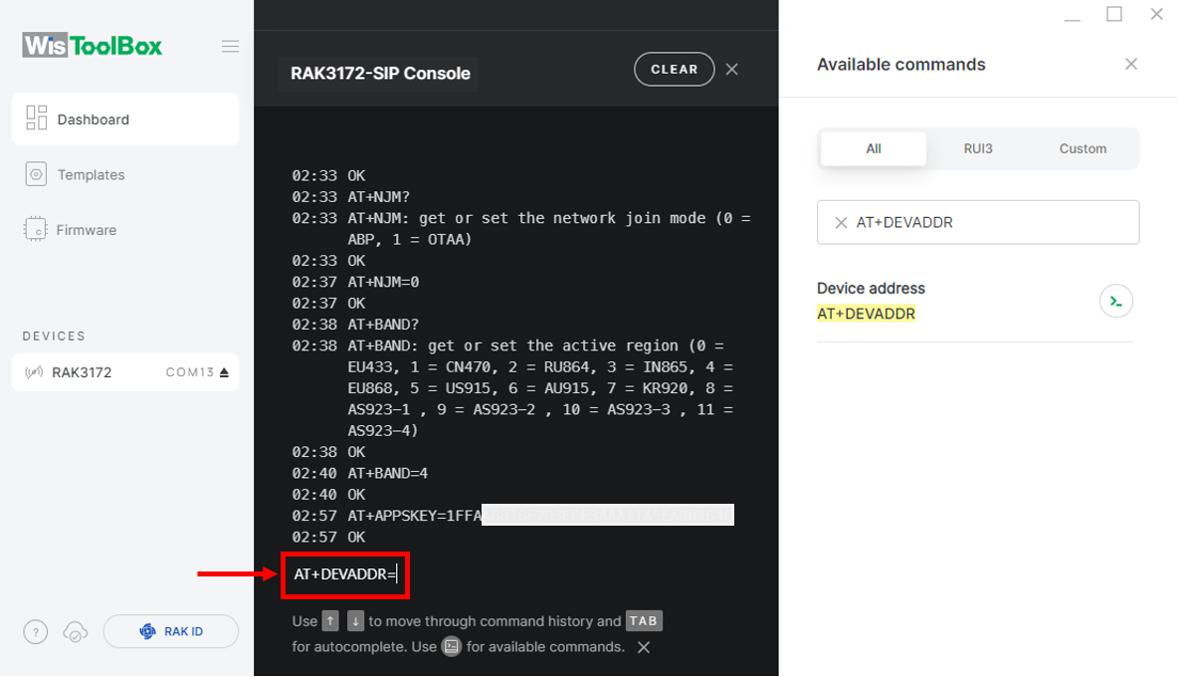 WisToolBox
Dashboard
Templates
Firmware
DEVICES
RAK3172 COM13
?
RAK ID
RAK3172-SIP Console
CLEAR
02:33 OK
02:33 AT+NJM?
02:33 AT+NJM: get or set the network join mode (0 =
ABP, 1 = OTAA)
02:33 OK
02:37 AT+NJM=0
02:37 OK
02:38 AT+BAND?
02:38 AT+BAND: get or set the active region (0 =
EU433, 1 = CN470, 2 = RU864, 3 = IN865, 4 =
EU868, 5 = US915, 6 = AU915, 7 = KR920, 8 =
AS923-1 , 9 = AS923-2 , 10 = AS923-3 , 11 =
AS923-4)
02:38 OK
02:40 AT+BAND=4
02:40 OK
02:57 AT+APPSKEY=1FFA
02:57 OK
AT+DEVADDR=
Use ↑ ↓ to move through command history and TAB
for autocomplete. Use for available commands.
Available commands
All RUI3 Custom
AT+DEVADDR
Device address
AT+DEVADDR